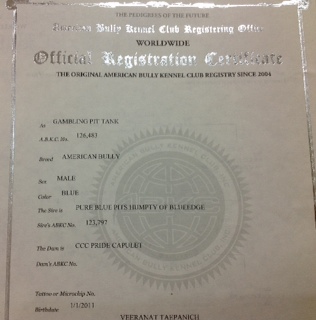 THE PEDIGREES OF THE FUTURE
American Bully Kennel Club Registering Office
WORLDWIDE
Official Registration Certificate
THE ORIGINAL AMERICAN BULLY KENNEL CLUB REGISTRY SINCE 2004
As GAMBLING PIT TANK
A.B.K.C. No. 126,483
Breed AMERICAN BULLY
Sex MALE
Color BLUE
The Sire is PURE BLUE PITS HUMPTY OF BLUEEDGE
Sire's ABKC No. 123,797
The Dam is CCC PRIDE CAPULET
Dam's ABKC No.
Tattoo or Microchip No.
Birthdate 1/1/2011
VEERANAT TAEPANICH